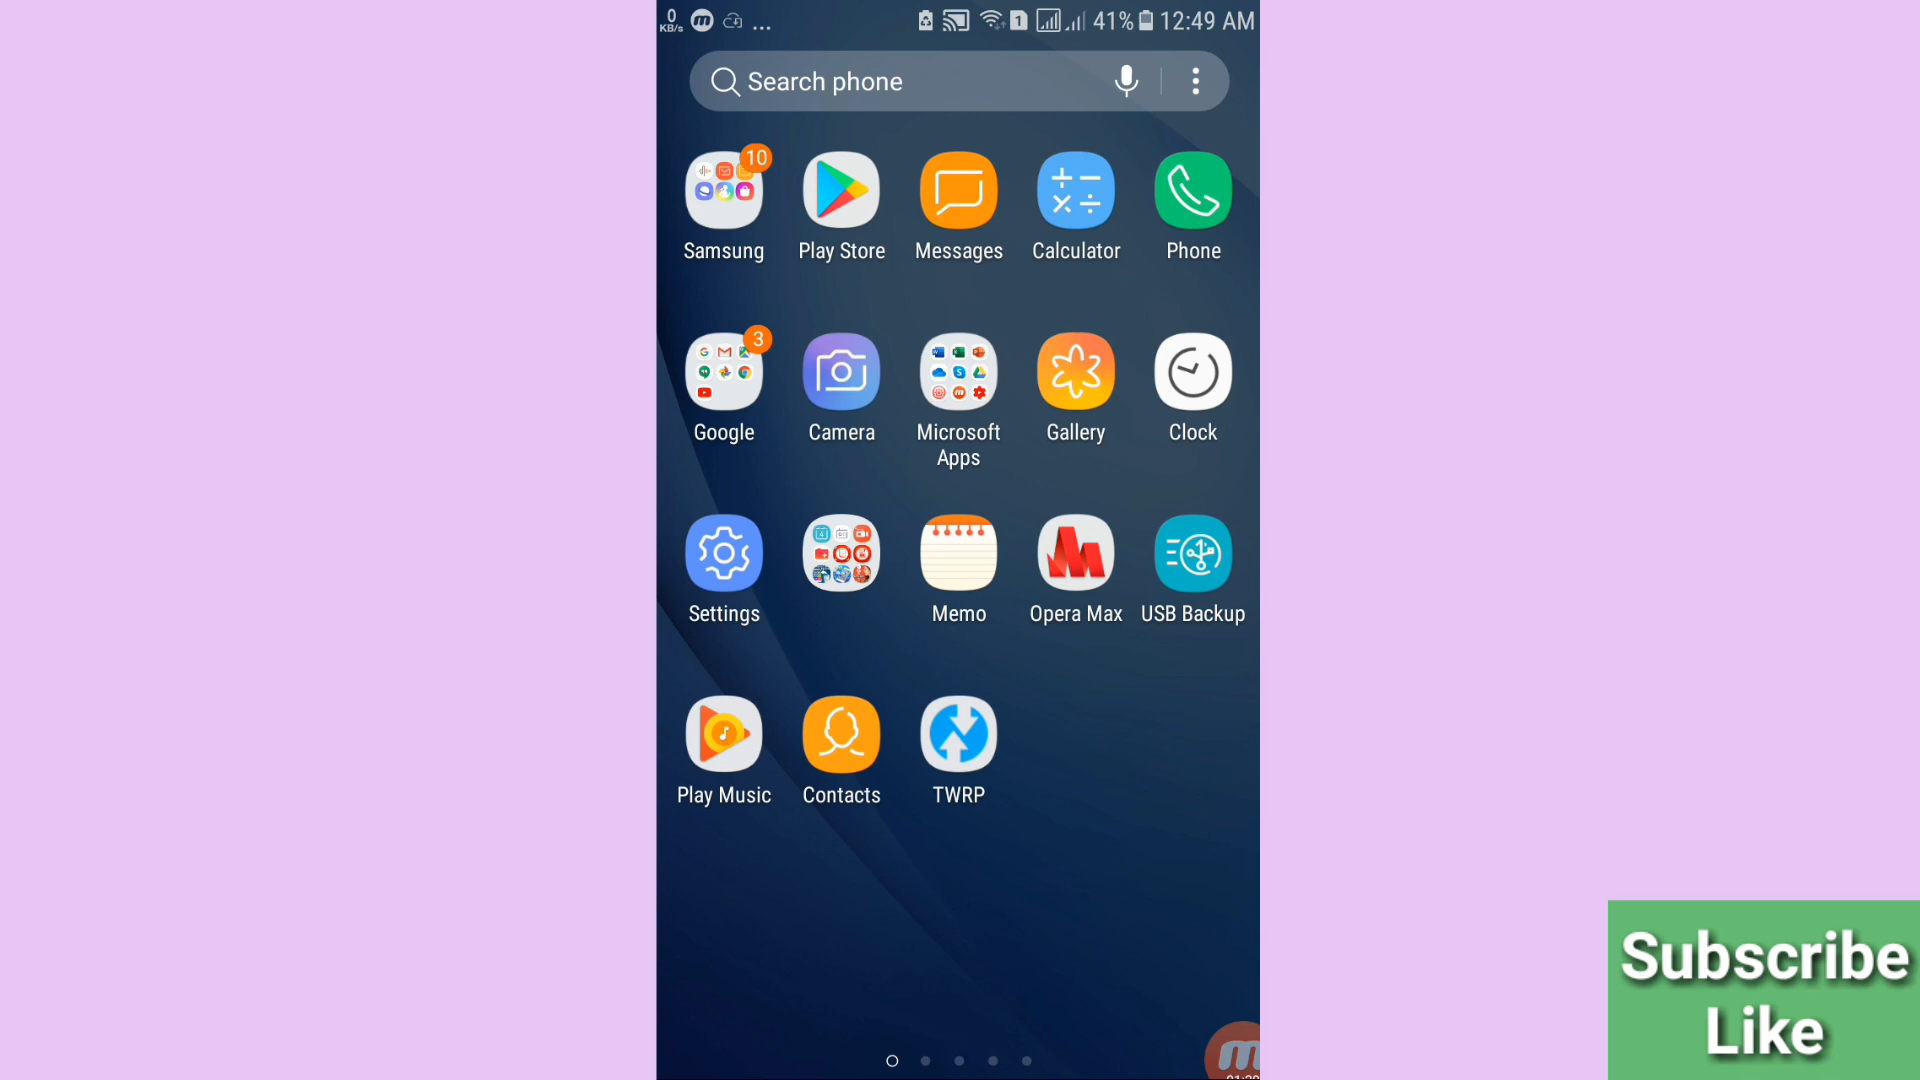 0
KB/s
...
1
41%
12:49 AM
Search phone
10
Samsung
Play Store
Messages
Calculator
Phone
3
Google
Camera
Microsoft
Apps
Gallery
Clock
Settings
Memo
Opera Max
USB Backup
Play Music
Contacts
TWRP
Subscribe
Like